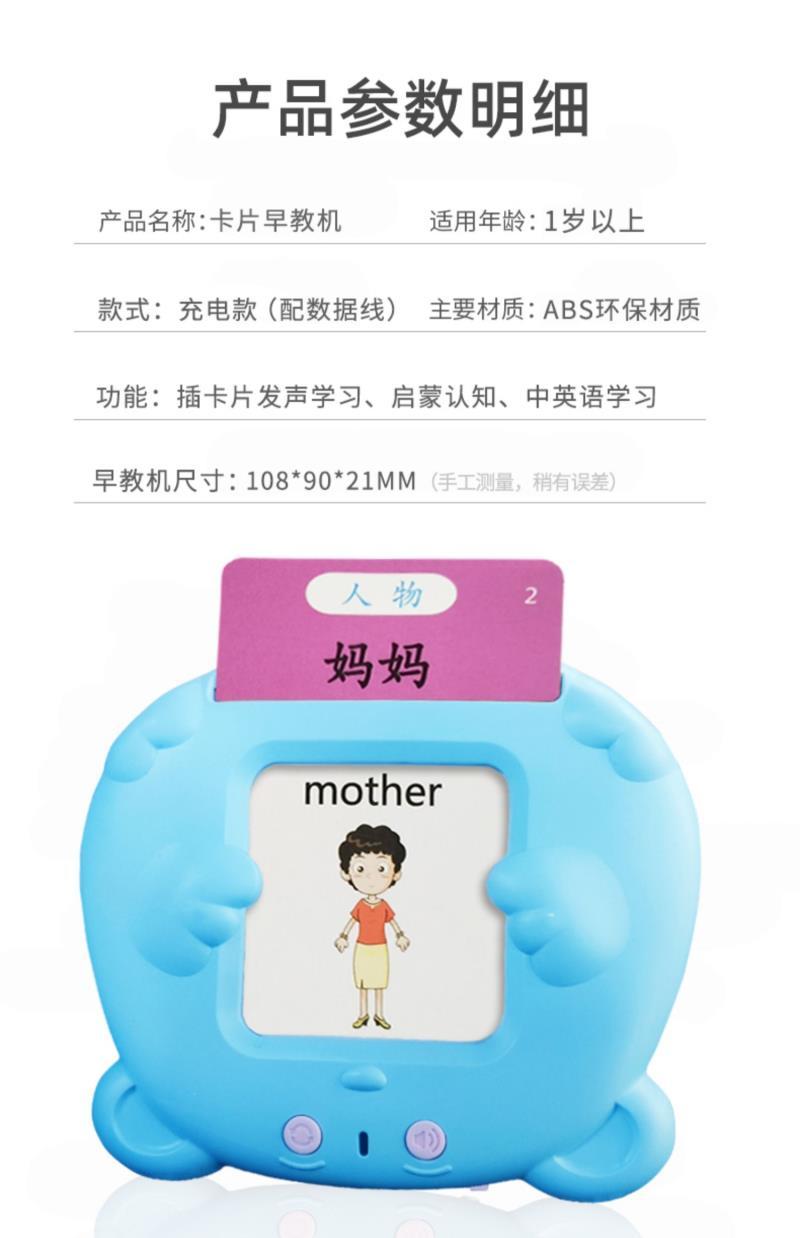 产品参数明细
产品名称：卡片早教机 适用年龄：1岁以上
款式：充电款（配数据线） 主要材质：ABS环保材质
功能：插卡片发声学习、启蒙认知、中英语学习
早教机尺寸：108*90*21MM（手工测量，稍有误差）
人物 2
妈妈
mother